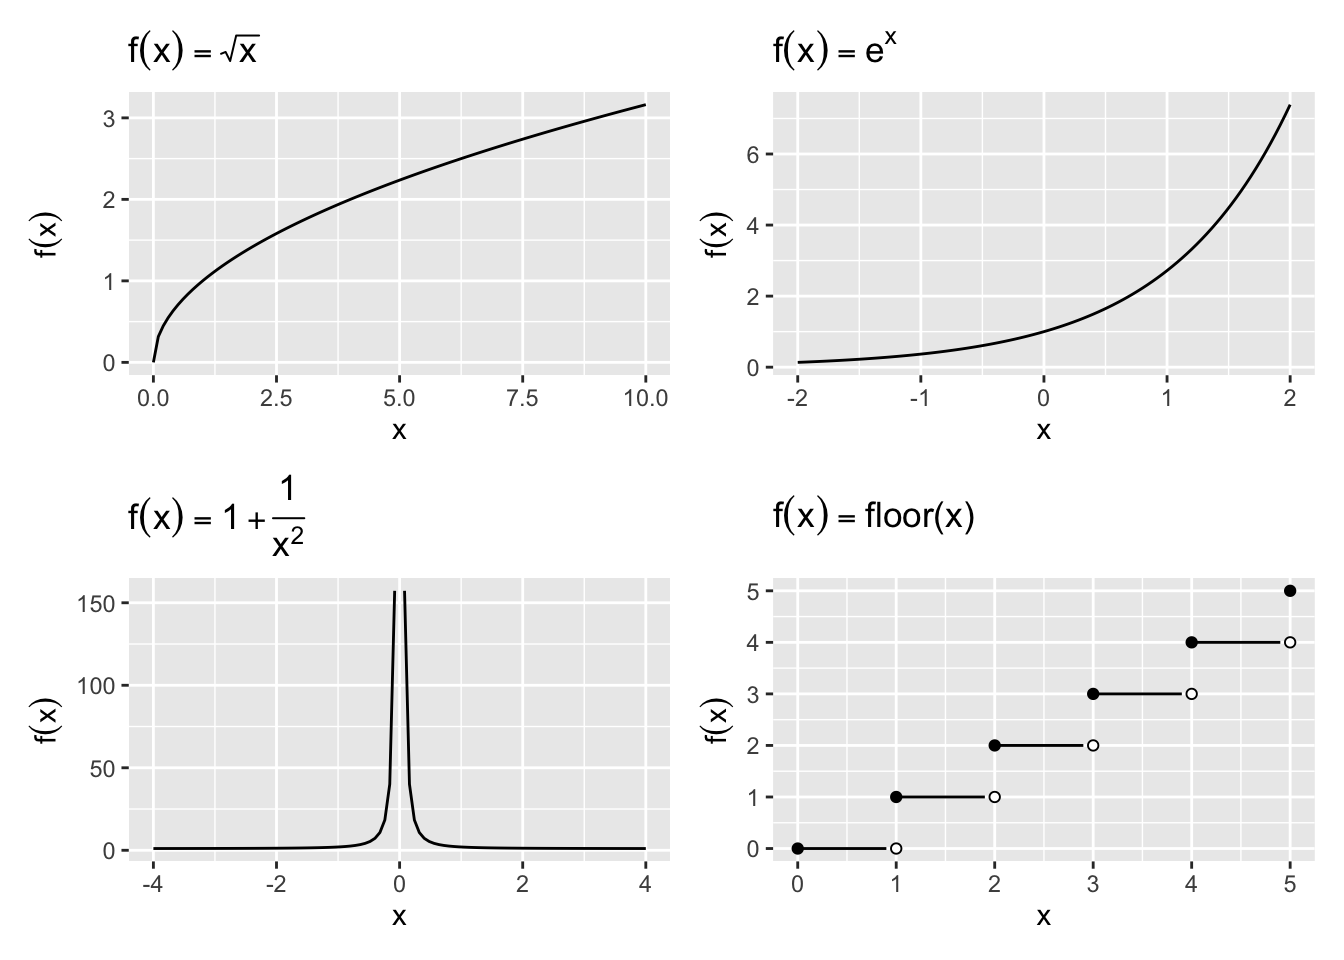 f(x) = √x
3
2
1
0
f(x)
0.0 2.5 5.0 7.5 10.0
x
f(x) = eˣ
6
4
2
0
f(x)
-2 -1 0 1 2
x
f(x) = 1 + 1/x²
150
100
50
0
f(x)
-4 -2 0 2 4
x
f(x) = floor(x)
5
4
3
2
1
0
f(x)
0 1 2 3 4 5
x